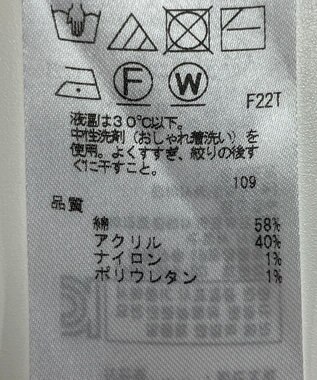 F
W
F22T
液温は30℃以下。
中性洗剤（おしゃれ着洗い）を
使用。よくすすぎ、絞りの後す
ぐに干すこと。
109
品質
綿 58%
アクリル 40%
ナイロン 1%
ポリウレタン 1%